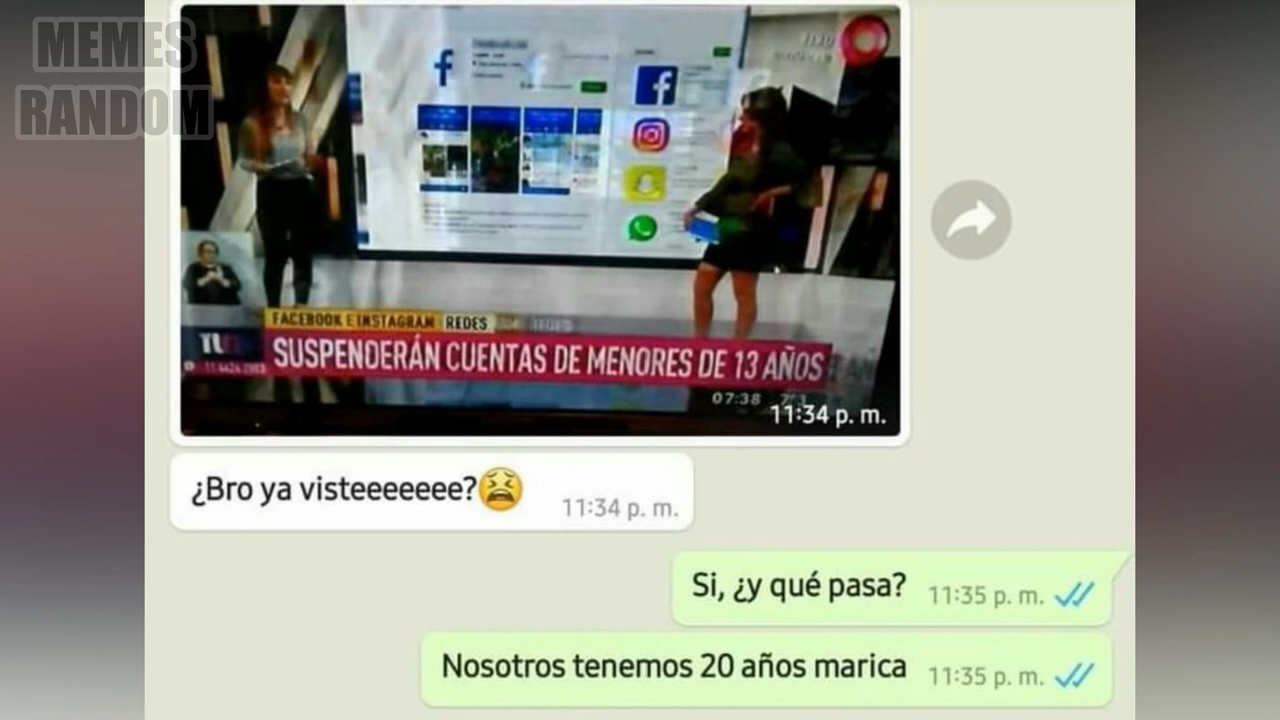 MEMES
RANDOM
FACEBOOK E INSTAGRAM REDES
SUSPENDERÁN CUENTAS DE MENORES DE 13 AÑOS
07:38
11:34 p. m.
¿Bro ya visteeeeeee?😫
11:34 p. m.
Si, ¿y qué pasa? 11:35 p. m.
Nosotros tenemos 20 años marica 11:35 p. m.